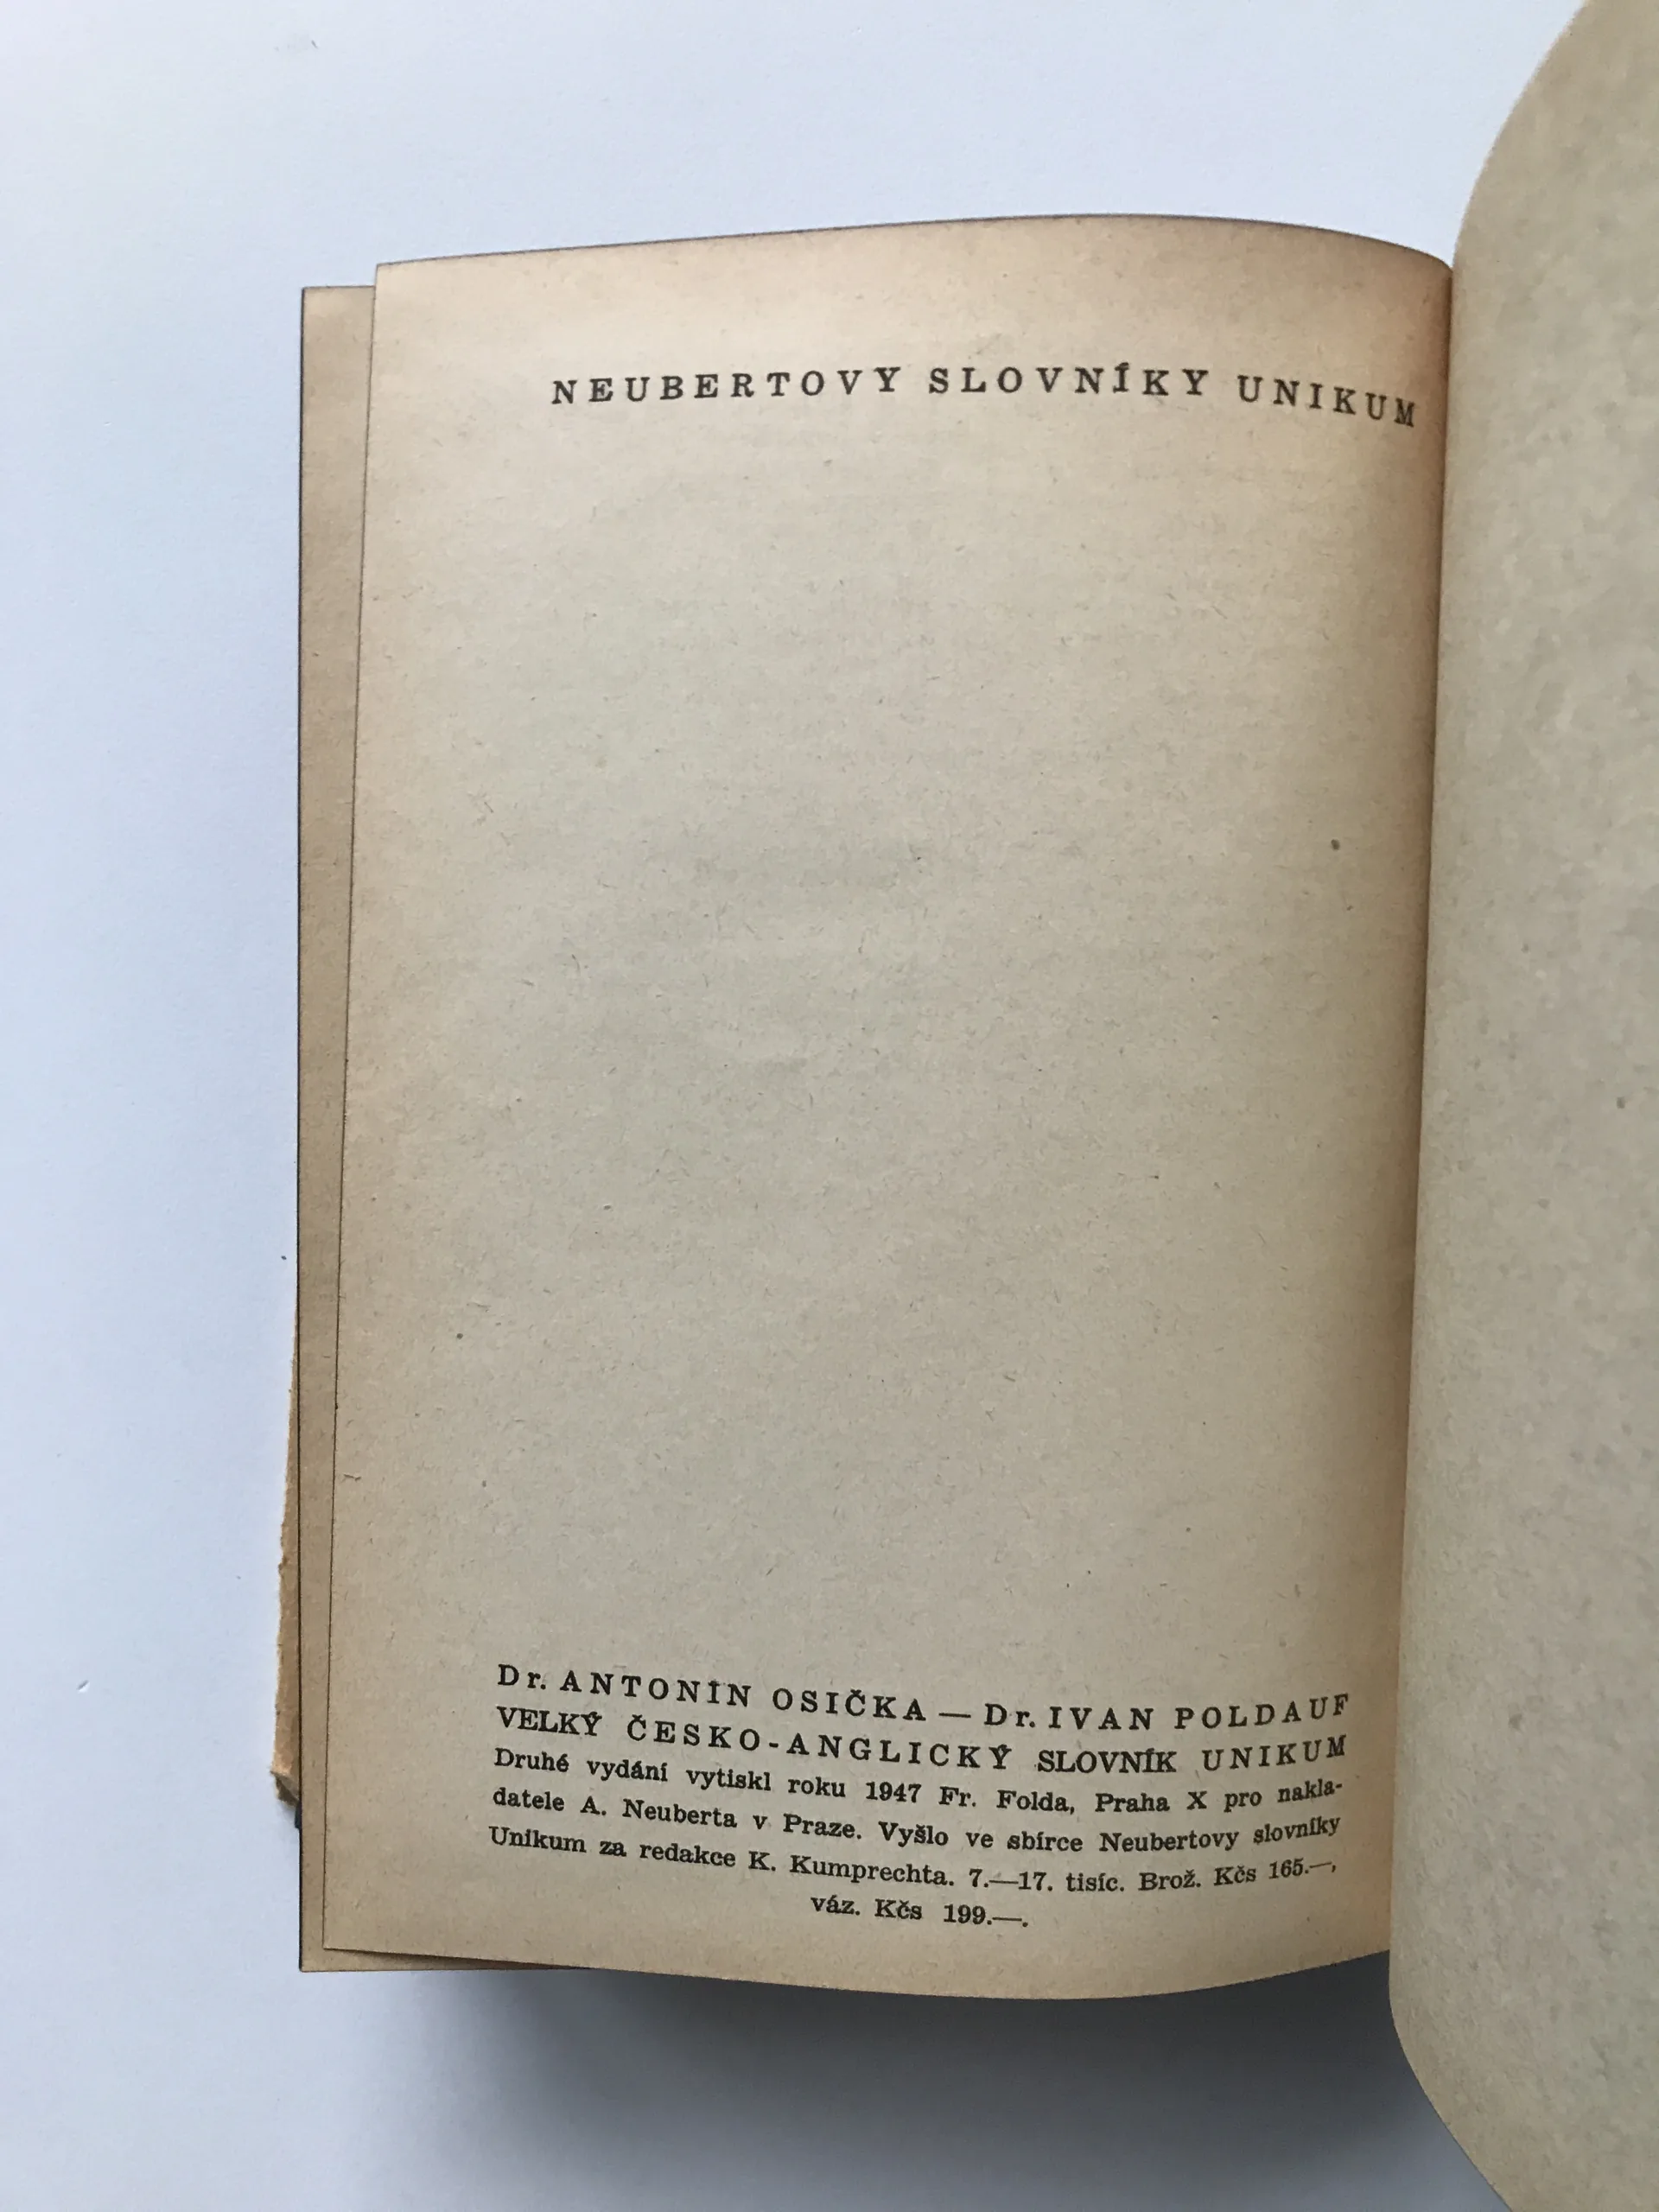 NEUBERTOVY SLOVNÍKY UNIKUM
Dr. ANTONÍN OSIČKA — Dr. IVAN POLDAUF
VELKÝ ČESKO-ANGLICKÝ SLOVNÍK UNIKUM
Druhé vydání vytiskl roku 1947 Fr. Folda, Praha X pro nakla-
datele A. Neuberta v Praze. Vyšlo ve sbírce Neubertovy slovníky
Unikum za redakce K. Kumprechta. 7.—17. tisíc. Brož. Kčs 165.—,
váz. Kčs 199.—.